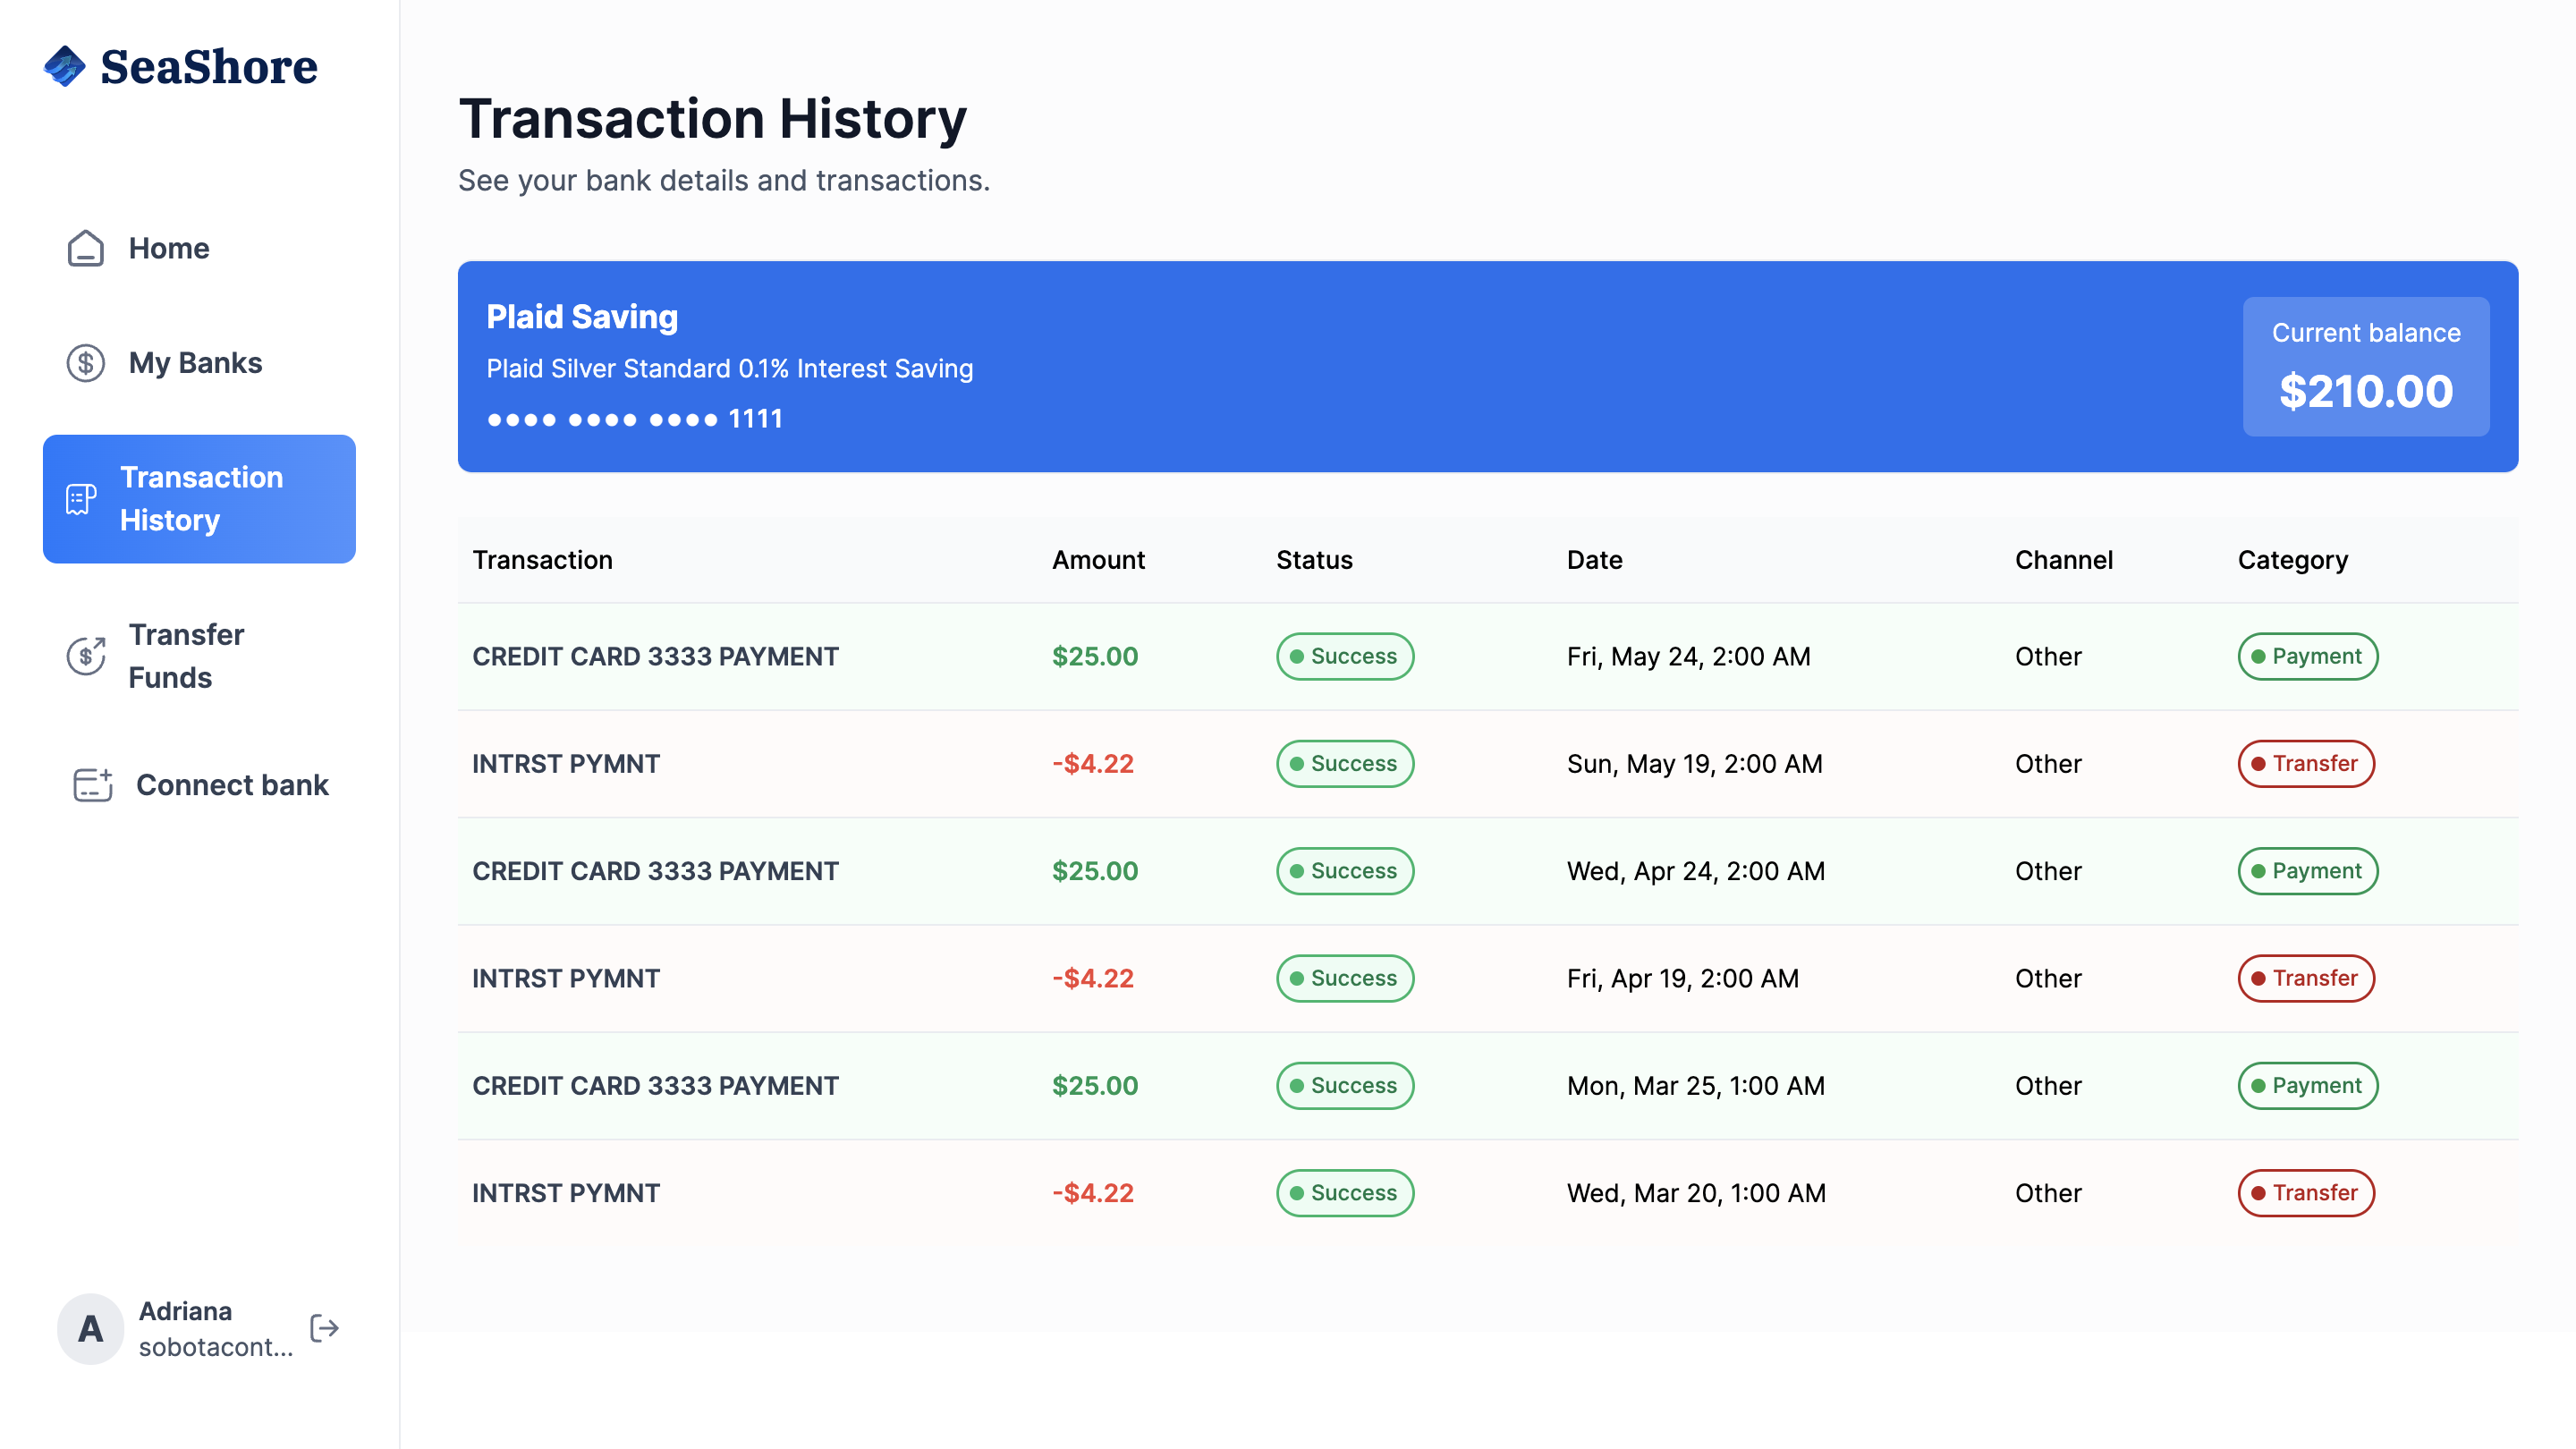 SeaShore
Home
My Banks
Transaction
History
Transfer
Funds
Connect bank
A
Adriana
sobotacont...
Transaction History
See your bank details and transactions.
Plaid Saving
Plaid Silver Standard 0.1% Interest Saving
●●●● ●●●● ●●●● 1111
Current balance
$210.00
Transaction Amount Status Date Channel Category
CREDIT CARD 3333 PAYMENT $25.00 Success Fri, May 24, 2:00 AM Other Payment
INTRST PYMNT -$4.22 Success Sun, May 19, 2:00 AM Other Transfer
CREDIT CARD 3333 PAYMENT $25.00 Success Wed, Apr 24, 2:00 AM Other Payment
INTRST PYMNT -$4.22 Success Fri, Apr 19, 2:00 AM Other Transfer
CREDIT CARD 3333 PAYMENT $25.00 Success Mon, Mar 25, 1:00 AM Other Payment
INTRST PYMNT -$4.22 Success Wed, Mar 20, 1:00 AM Other Transfer